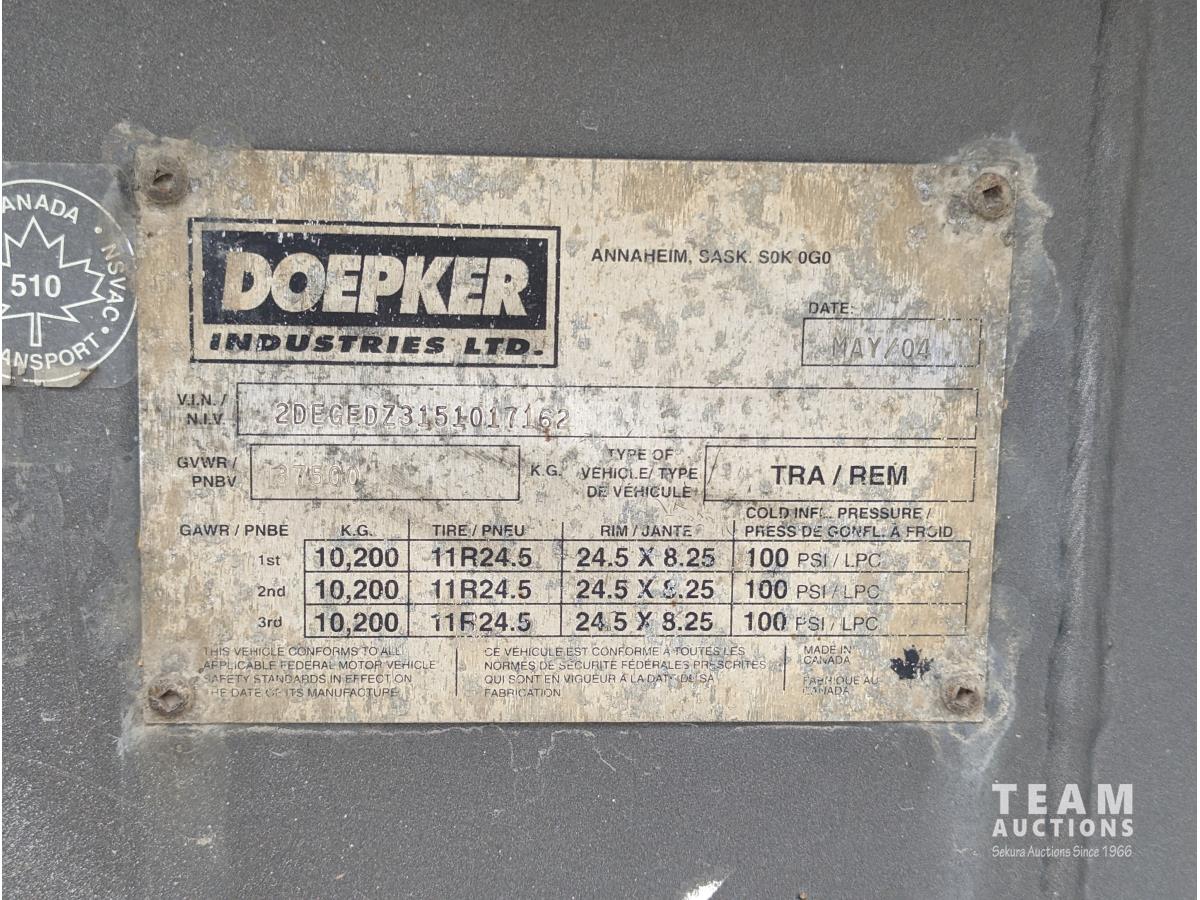 CANADA
NSVAC
510
TRANSPORT
DOEPKER
INDUSTRIES LTD.
ANNAHEIM, SASK. S0K 0G0
DATE:
MAY/04
V.I.N. /
N.I.V.
2DEGEDZ3151017162
GVWR /
PNBV
37500
K.G.
TYPE OF
VEHICLE / TYPE
DE VÉHICULE
TRA / REM
GAWR / PNBE K.G. TIRE / PNEU RIM / JANTE COLD INFL. PRESSURE /
PRESS DE GONFL. À FROID
1st 10,200 11R24.5 24.5 X 8.25 100 PSI / LPC
2nd 10,200 11R24.5 24.5 X 8.25 100 PSI / LPC
3rd 10,200 11R24.5 24.5 X 8.25 100 PSI / LPC
THIS VEHICLE CONFORMS TO ALL
APPLICABLE FEDERAL MOTOR VEHICLE
SAFETY STANDARDS IN EFFECT ON
THE DATE OF ITS MANUFACTURE
CE VÉHICULE EST CONFORME À TOUTES LES
NORMES DE SÉCURITÉ FÉDÉRALES PRESCRITES
QUI SONT EN VIGUEUR À LA DATE DE SA
FABRICATION
MADE IN
CANADA
FABRIQUÉ AU
CANADA
TEAM
AUCTIONS
Sekura Auctions Since 1966